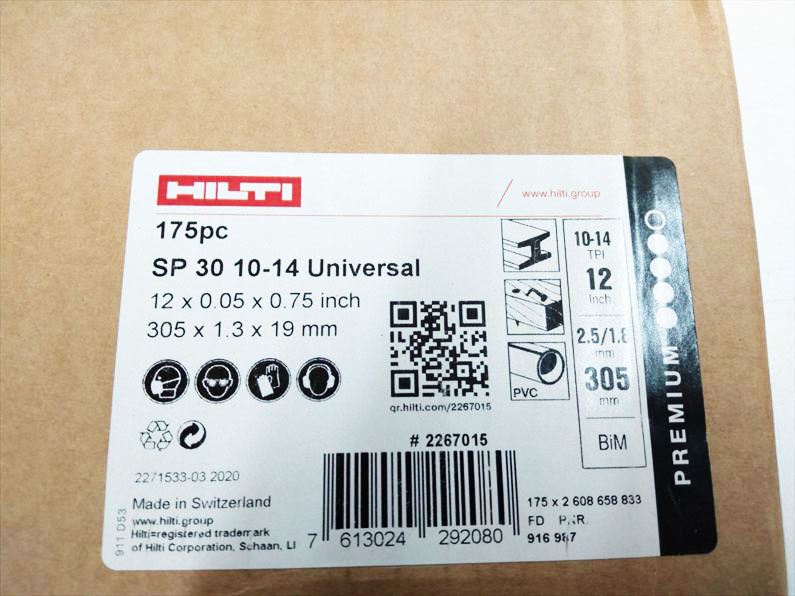 HILTI
www.hilti.group
175pc
SP 30 10-14 Universal
12 x 0.05 x 0.75 inch
305 x 1.3 x 19 mm
qr.hilti.com/2267015
PVC
10-14
TPI
12
Inch
2.5/1.8
mm
305
mm
BiM
PREMIUM
# 2267015
2271533-03.2020
Made in Switzerland
www.hilti.group
Hilti=registered trademark
of Hilti Corporation, Schaan, LI
911 D53
7 613024 292080
175 x 2 608 658 833
FD
916 987